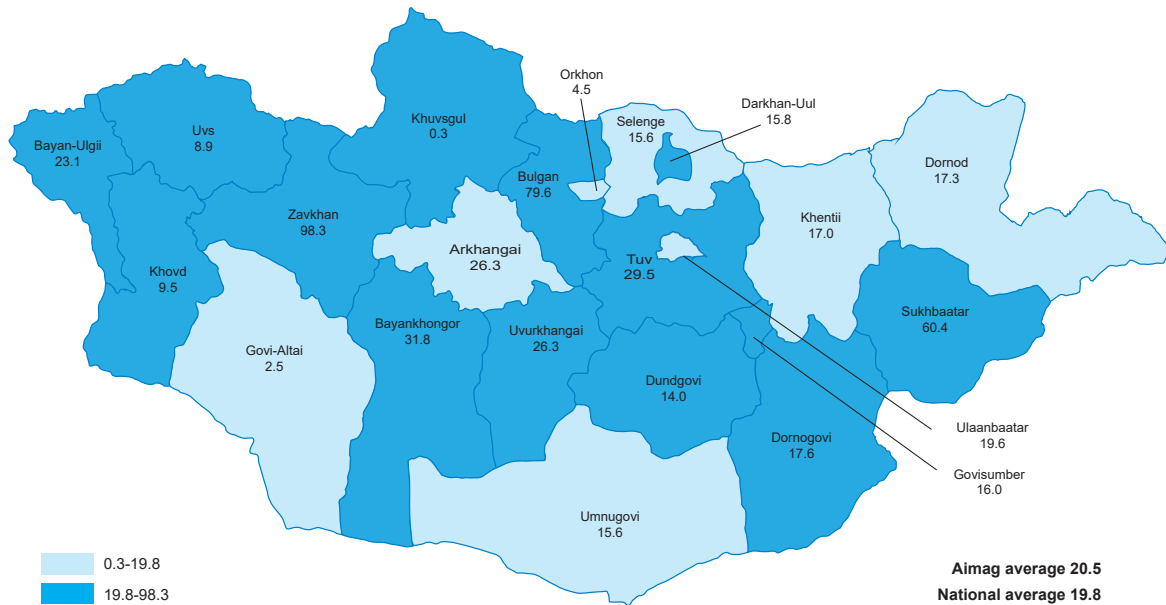 Orkhon
4.5
Darkhan-Uul
15.8
Selenge
15.6
Khuvsgul
0.3
Uvs
8.9
Bayan-Ulgii
23.1
Dornod
17.3
Bulgan
79.6
Zavkhan
98.3
Khentii
17.0
Arkhangai
26.3
Tuv
29.5
Khovd
9.5
Sukhbaatar
60.4
Bayankhongor
31.8
Uvurkhangai
26.3
Govi-Altai
2.5
Dundgovi
14.0
Ulaanbaatar
19.6
Dornogovi
17.6
Govisumber
16.0
Umnugovi
15.6
0.3-19.8
19.8-98.3
Aimag average 20.5
National average 19.8